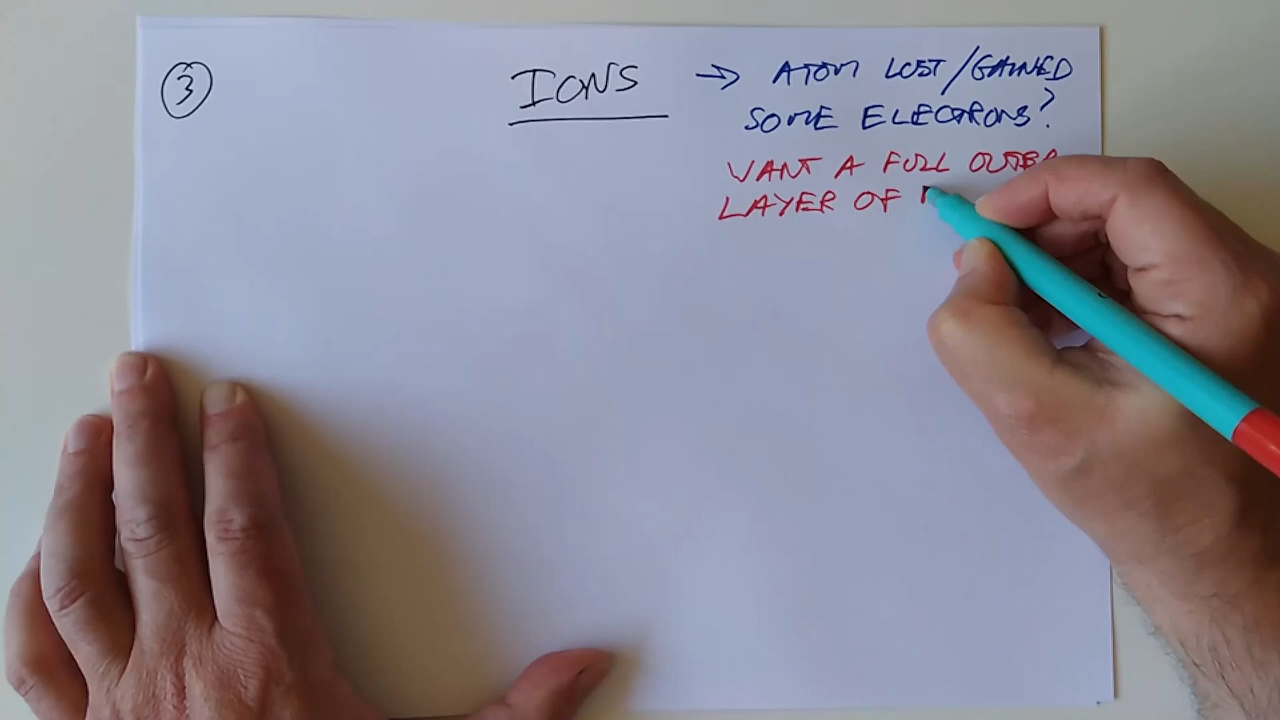 3
IONS → ATOM LOST/GAINED
SOME ELECTRONS?
WANT A FULL OUTER
LAYER OF